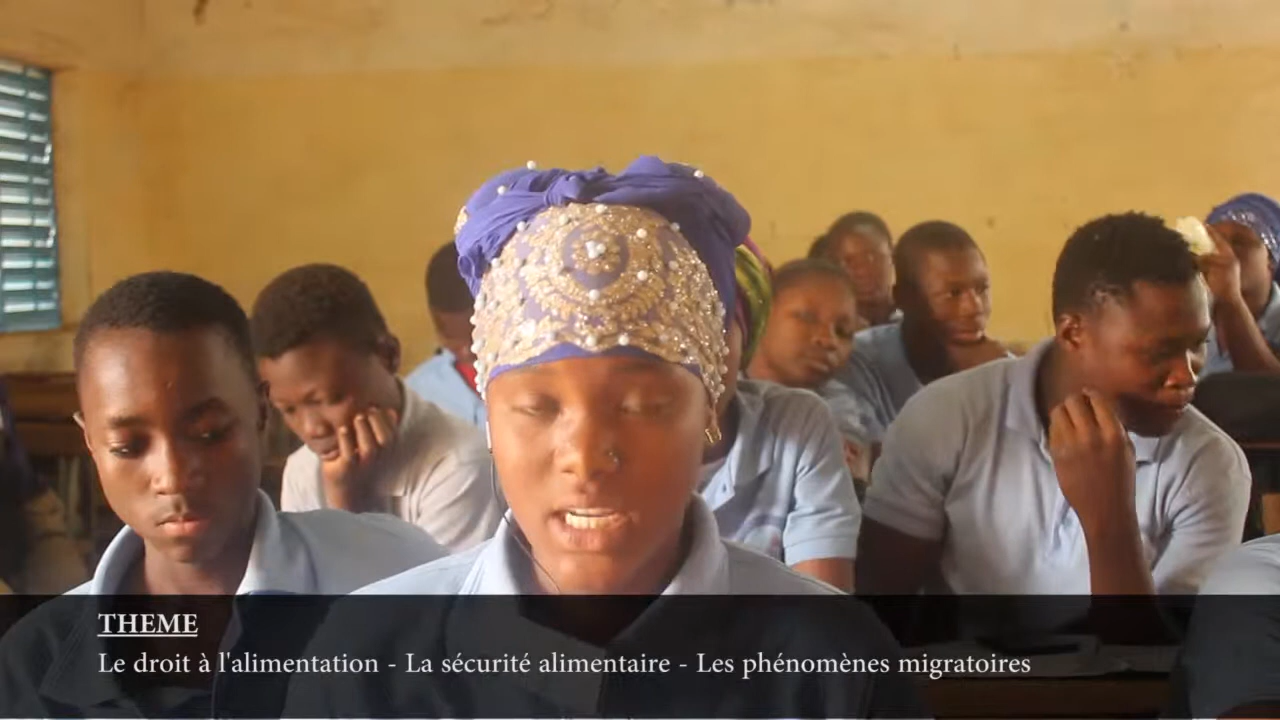 THEME
Le droit à l'alimentation - La sécurité alimentaire - Les phénomènes migratoires